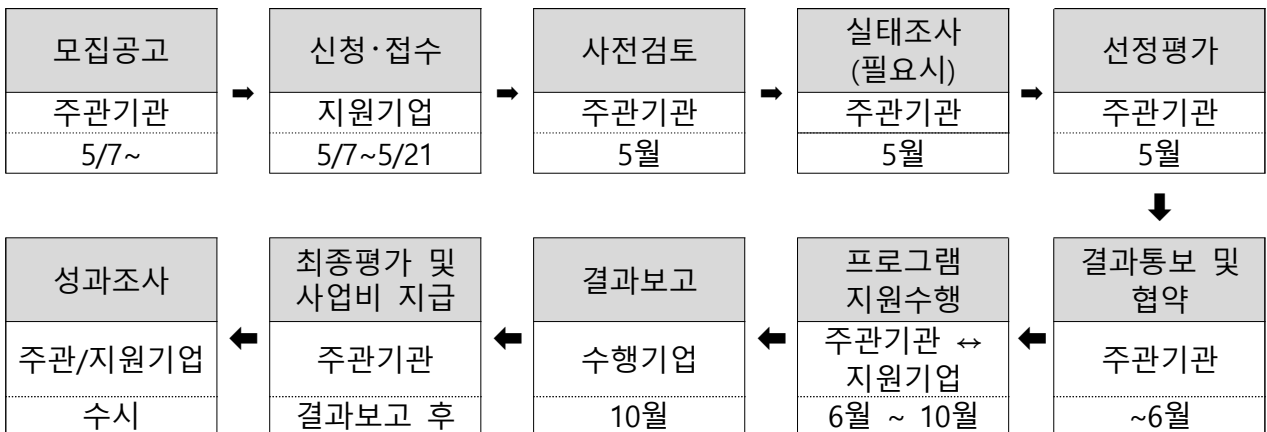 모집공고
주관기관
5/7~
➡
신청·접수
지원기업
5/7~5/21
➡
사전검토
주관기관
5월
➡
실태조사
(필요시)
주관기관
5월
➡
선정평가
주관기관
5월
⬇
결과통보 및
협약
주관기관
~6월
⬅
프로그램
지원수행
주관기관 ↔
지원기업
6월 ~ 10월
⬅
결과보고
수행기업
10월
⬅
최종평가 및
사업비 지급
주관기관
결과보고 후
⬅
성과조사
주관/지원기업
수시